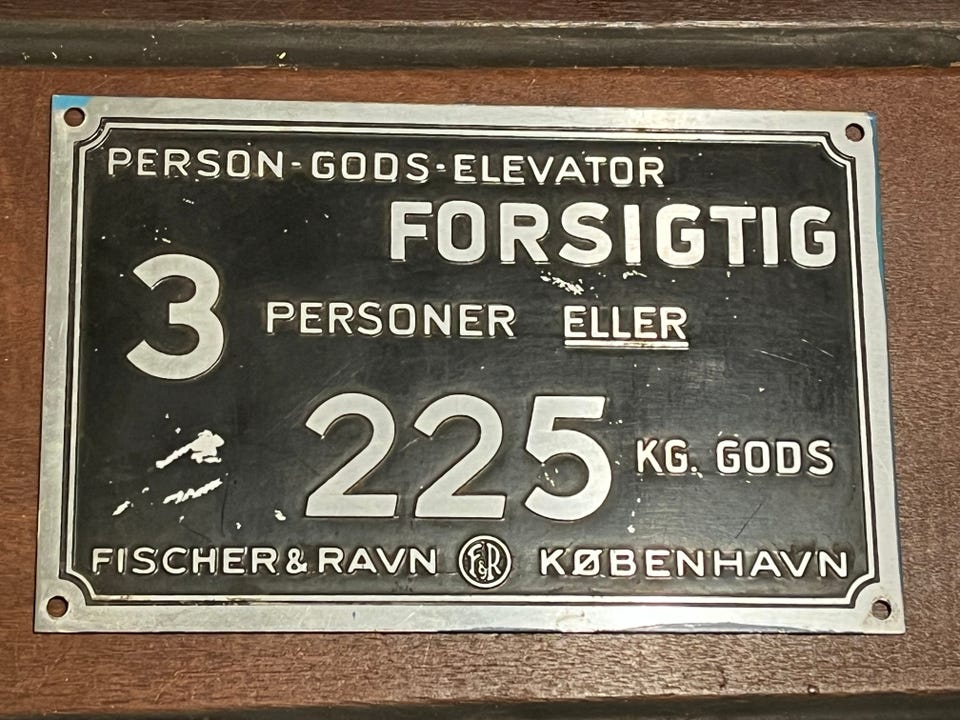 PERSON-GODS-ELEVATOR
FORSIGTIG
3 PERSONER ELLER
225 KG. GODS
FISCHER & RAVN F&R KØBENHAVN